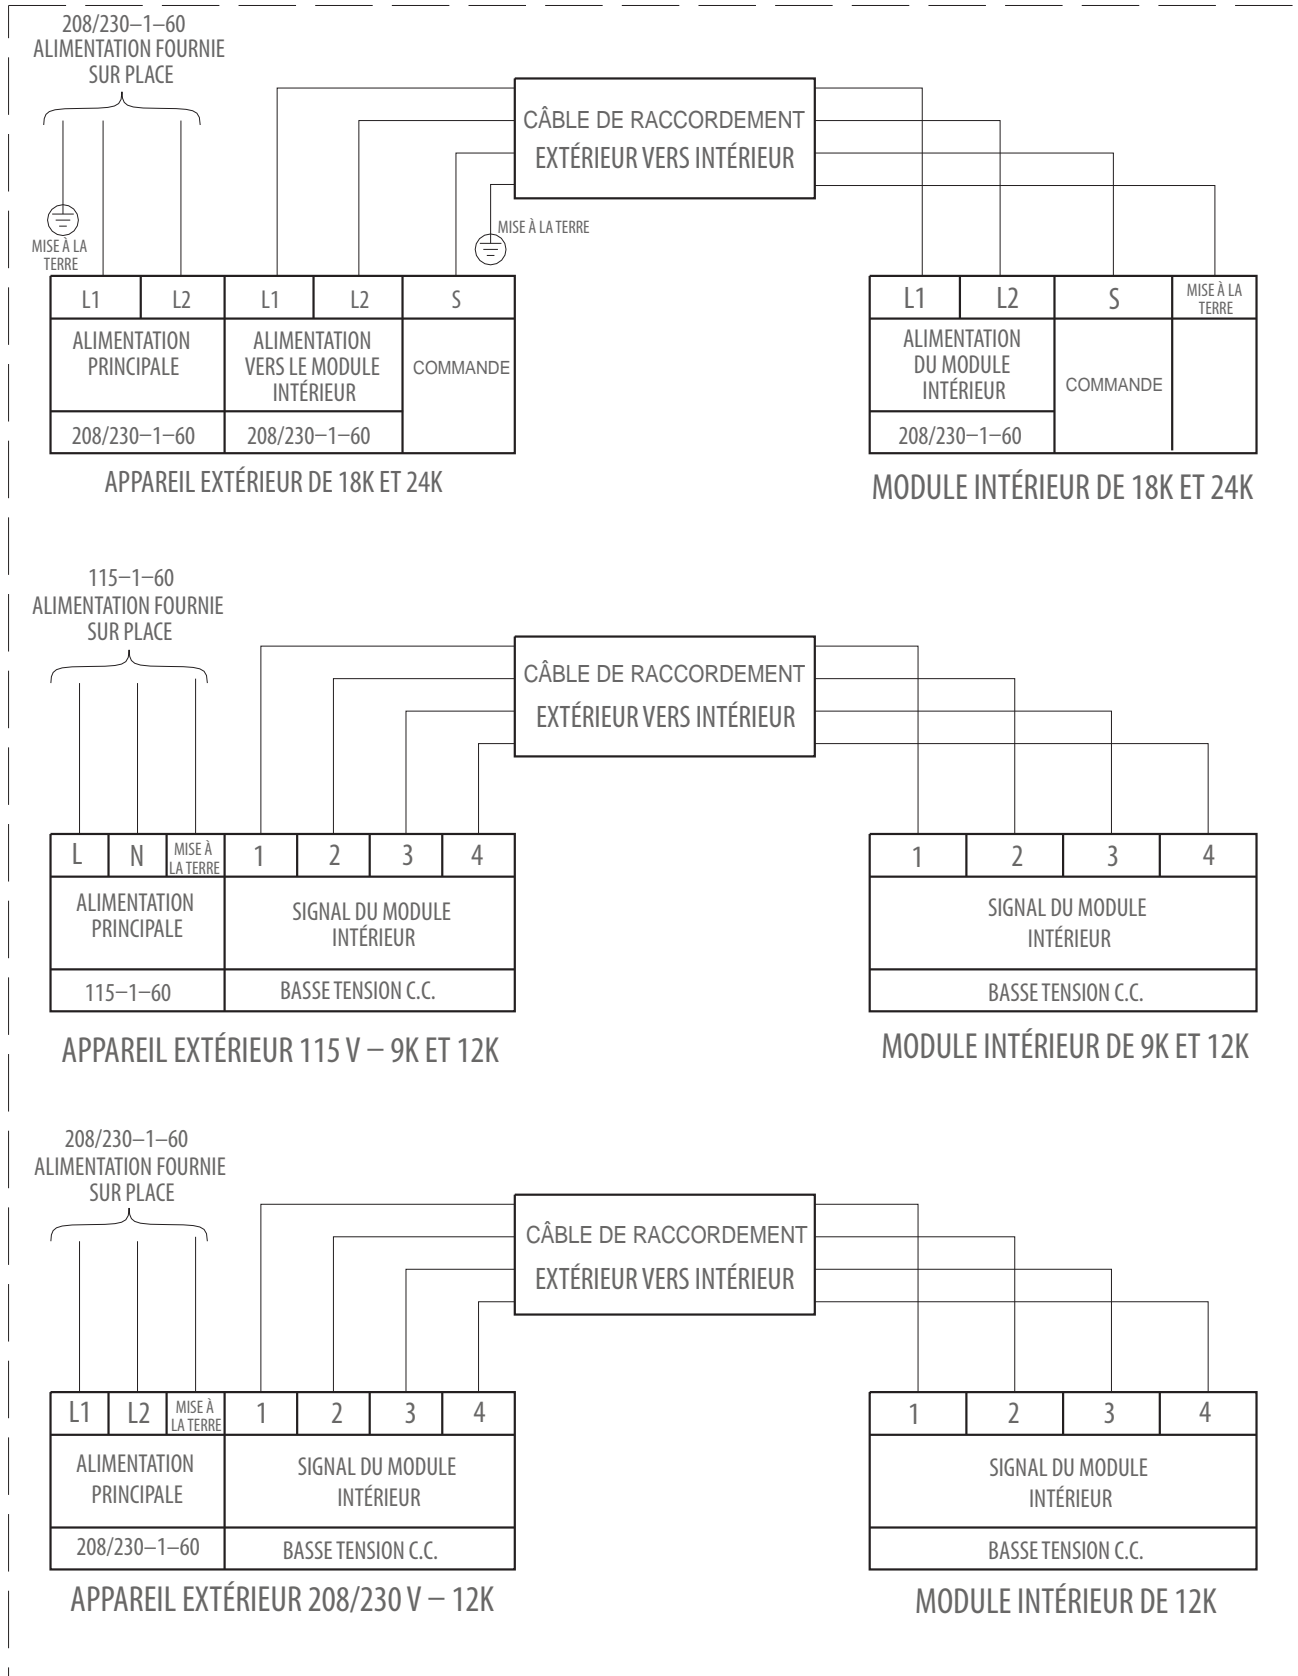 208/230–1–60
ALIMENTATION FOURNIE
SUR PLACE
CÂBLE DE RACCORDEMENT
EXTÉRIEUR VERS INTÉRIEUR
MISE À LA
TERRE
MISE À LA TERRE
L1 L2 L1 L2 S
ALIMENTATION
PRINCIPALE
ALIMENTATION
VERS LE MODULE
INTÉRIEUR
COMMANDE
208/230–1–60 208/230–1–60
APPAREIL EXTÉRIEUR DE 18K ET 24K
L1 L2 S MISE À LA
TERRE
ALIMENTATION
DU MODULE
INTÉRIEUR
COMMANDE
208/230–1–60
MODULE INTÉRIEUR DE 18K ET 24K
115–1–60
ALIMENTATION FOURNIE
SUR PLACE
CÂBLE DE RACCORDEMENT
EXTÉRIEUR VERS INTÉRIEUR
L N MISE À
LA TERRE
1 2 3 4
ALIMENTATION
PRINCIPALE
SIGNAL DU MODULE
INTÉRIEUR
115–1–60 BASSE TENSION C.C.
APPAREIL EXTÉRIEUR 115 V – 9K ET 12K
1 2 3 4
SIGNAL DU MODULE
INTÉRIEUR
BASSE TENSION C.C.
MODULE INTÉRIEUR DE 9K ET 12K
208/230–1–60
ALIMENTATION FOURNIE
SUR PLACE
CÂBLE DE RACCORDEMENT
EXTÉRIEUR VERS INTÉRIEUR
L1 L2 MISE À
LA TERRE
1 2 3 4
ALIMENTATION
PRINCIPALE
SIGNAL DU MODULE
INTÉRIEUR
208/230–1–60 BASSE TENSION C.C.
APPAREIL EXTÉRIEUR 208/230 V – 12K
1 2 3 4
SIGNAL DU MODULE
INTÉRIEUR
BASSE TENSION C.C.
MODULE INTÉRIEUR DE 12K